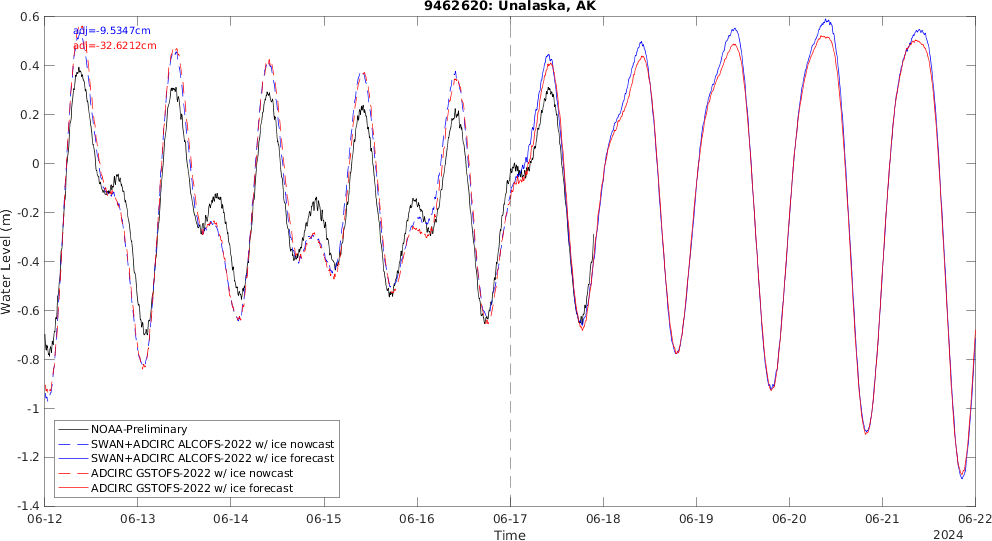 9462620: Unalaska, AK
adj=-9.5347cm
adj=-32.6212cm
0.6
0.4
0.2
0
-0.2
-0.4
-0.6
-0.8
-1
-1.2
-1.4
Water Level (m)
NOAA-Preliminary
SWAN+ADCIRC ALCOFS-2022 w/ ice nowcast
SWAN+ADCIRC ALCOFS-2022 w/ ice forecast
ADCIRC GSTOFS-2022 w/ ice nowcast
ADCIRC GSTOFS-2022 w/ ice forecast
06-12 06-13 06-14 06-15 06-16 06-17 06-18 06-19 06-20 06-21 06-22
Time
2024